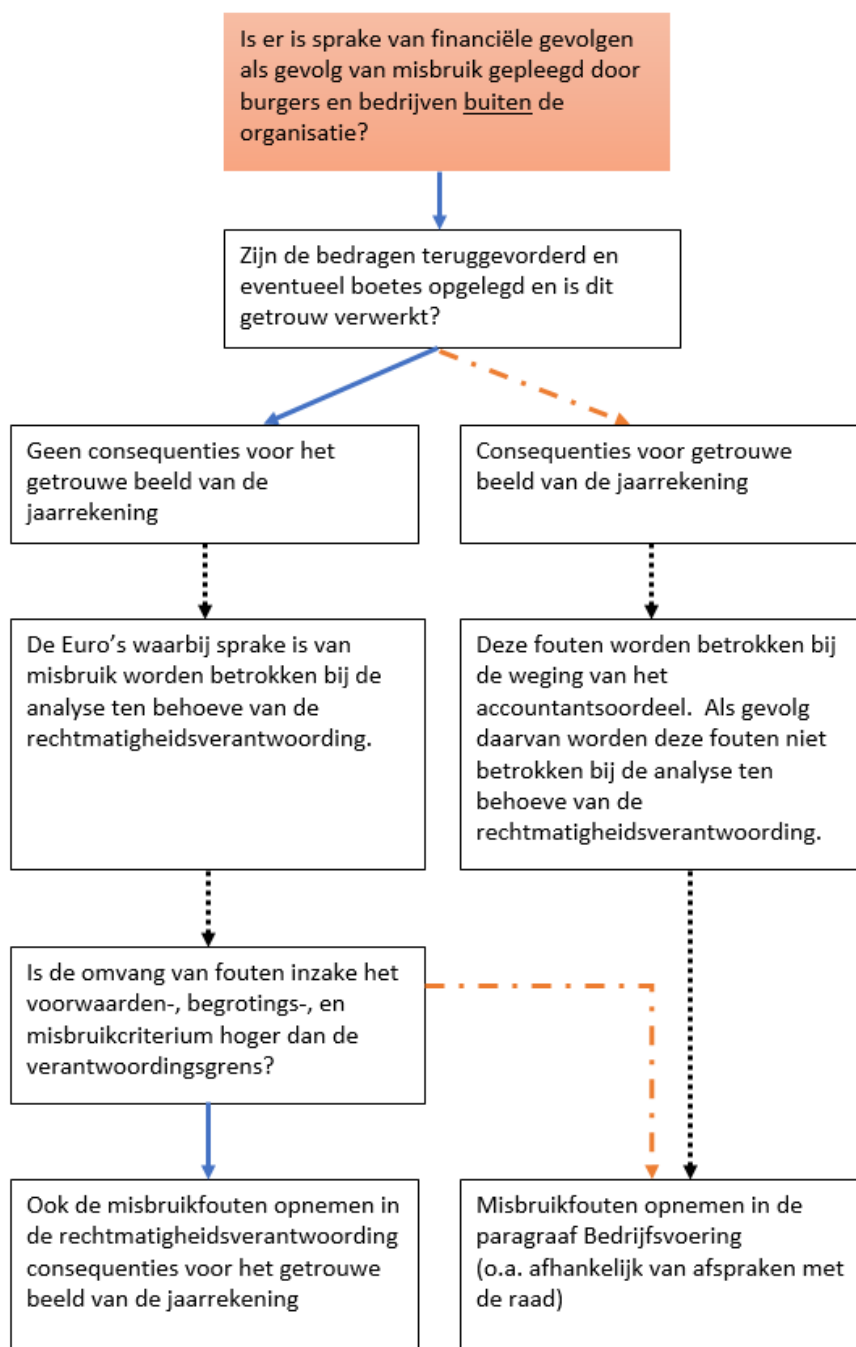 Is er is sprake van financiële gevolgen
als gevolg van misbruik gepleegd door
burgers en bedrijven buiten de
organisatie?
Zijn de bedragen teruggevorderd en
eventueel boetes opgelegd en is dit
getrouw verwerkt?
Geen consequenties voor het
getrouwe beeld van de
jaarrekening
Consequenties voor getrouwe
beeld van de jaarrekening
De Euro’s waarbij sprake is van
misbruik worden betrokken bij de
analyse ten behoeve van de
rechtmatigheidsverantwoording.
Deze fouten worden betrokken bij
de weging van het
accountantsoordeel.  Als gevolg
daarvan worden deze fouten niet
betrokken bij de analyse ten
behoeve van de
rechtmatigheidsverantwoording.
Is de omvang van fouten inzake het
voorwaarden-, begrotings-, en
misbruikcriterium hoger dan de
verantwoordingsgrens?
Ook de misbruikfouten opnemen in
de rechtmatigheidsverantwoording
consequenties voor het getrouwe
beeld van de jaarrekening
Misbruikfouten opnemen in de
paragraaf Bedrijfsvoering
(o.a. afhankelijk van afspraken met
de raad)